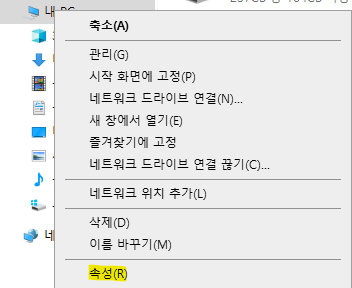 내 PC
축소(A)
관리(G)
시작 화면에 고정(P)
네트워크 드라이브 연결(N)...
새 창에서 열기(E)
즐겨찾기에 고정
네트워크 드라이브 연결 끊기(C)...
네트워크 위치 추가(L)
삭제(D)
이름 바꾸기(M)
속성(R)